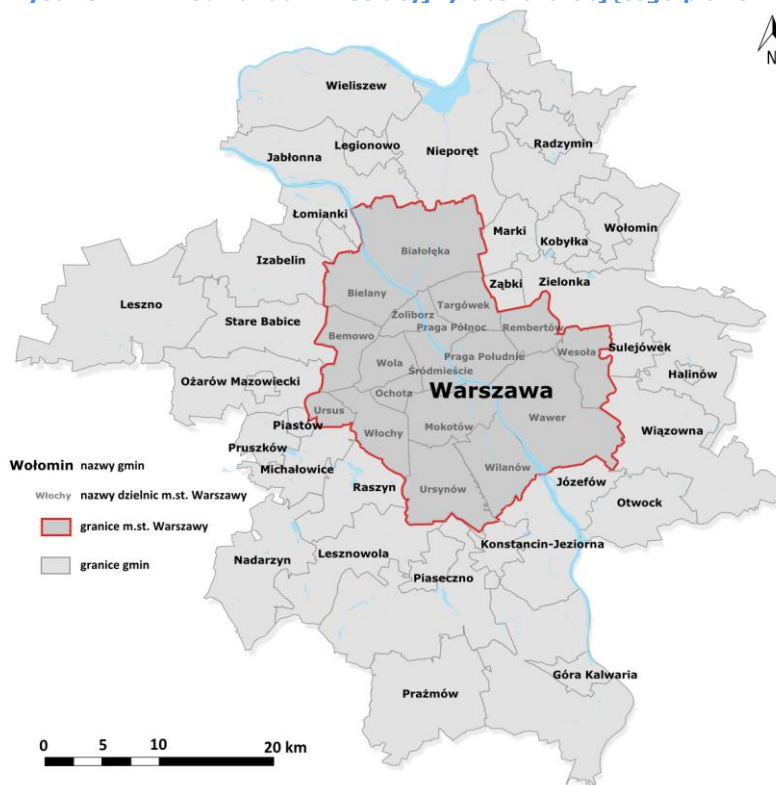 N
Wieliszew
Legionowo
Nieporęt
Radzymin
Jabłonna
Łomianki
Marki
Wołomin
Kobyłka
Białołęka
Izabelin
Ząbki
Zielonka
Leszno
Bielany
Targówek
Stare Babice
Żoliborz
Praga Północ
Rembertów
Bemowo
Wesoła
Sulejówek
Wola
Praga Południe
Śródmieście
Halinów
Ożarów Mazowiecki
Warszawa
Ochota
Ursus
Wawer
Piastów
Mokotów
Wiązowna
Włochy
Pruszków
Michałowice
Wilanów
Raszyn
Ursynów
Józefów
Otwock
Wołomin nazwy gmin
Włochy nazwy dzielnic m.st. Warszawy
granice m.st. Warszawy
granice gmin
Konstancin-Jeziorna
Lesznowola
Nadarzyn
Piaseczno
Góra Kalwaria
Prażmów
0 5 10 20 km